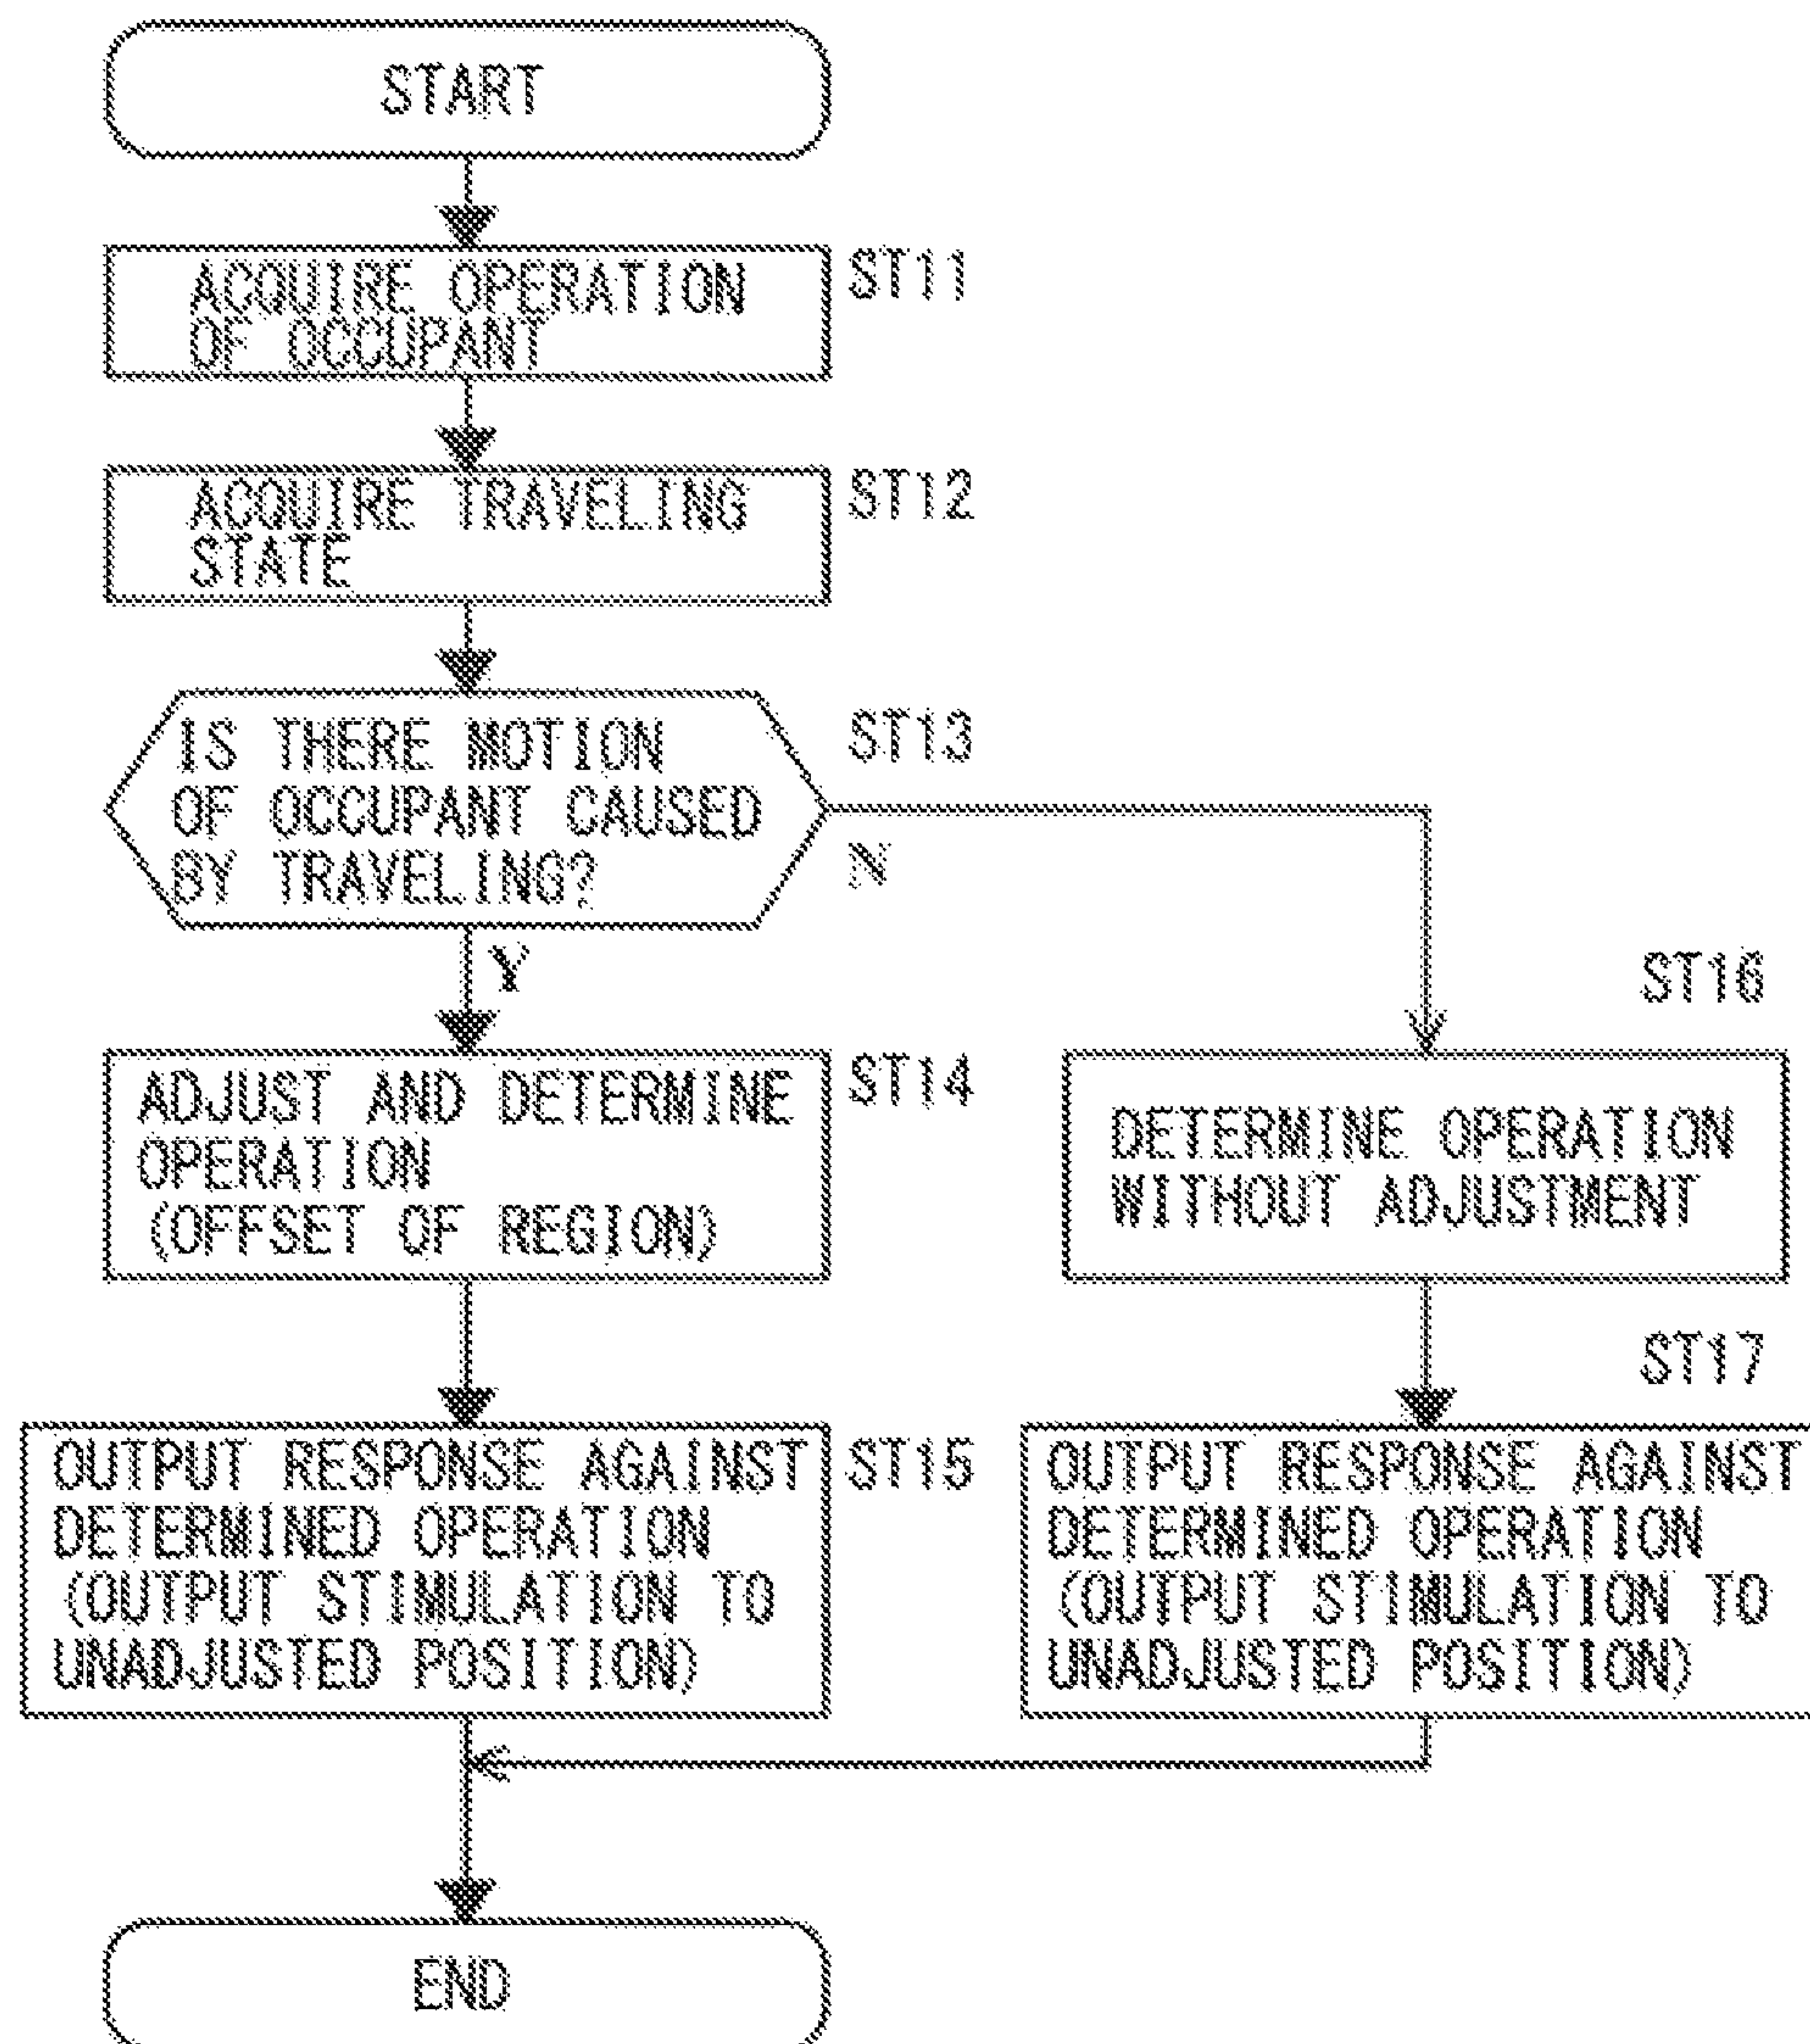 START
ACQUIRE OPERATION
OF OCCUPANT
ST11
ACQUIRE TRAVELING
STATE
ST12
IS THERE MOTION
OF OCCUPANT CAUSED
BY TRAVELING?
ST13
N
Y
ADJUST AND DETERMINE
OPERATION
(OFFSET OF REGION)
ST14
ST16
DETERMINE OPERATION
WITHOUT ADJUSTMENT
OUTPUT RESPONSE AGAINST
DETERMINED OPERATION
(OUTPUT STIMULATION TO
UNADJUSTED POSITION)
ST15
ST17
OUTPUT RESPONSE AGAINST
DETERMINED OPERATION
(OUTPUT STIMULATION TO
UNADJUSTED POSITION)
END